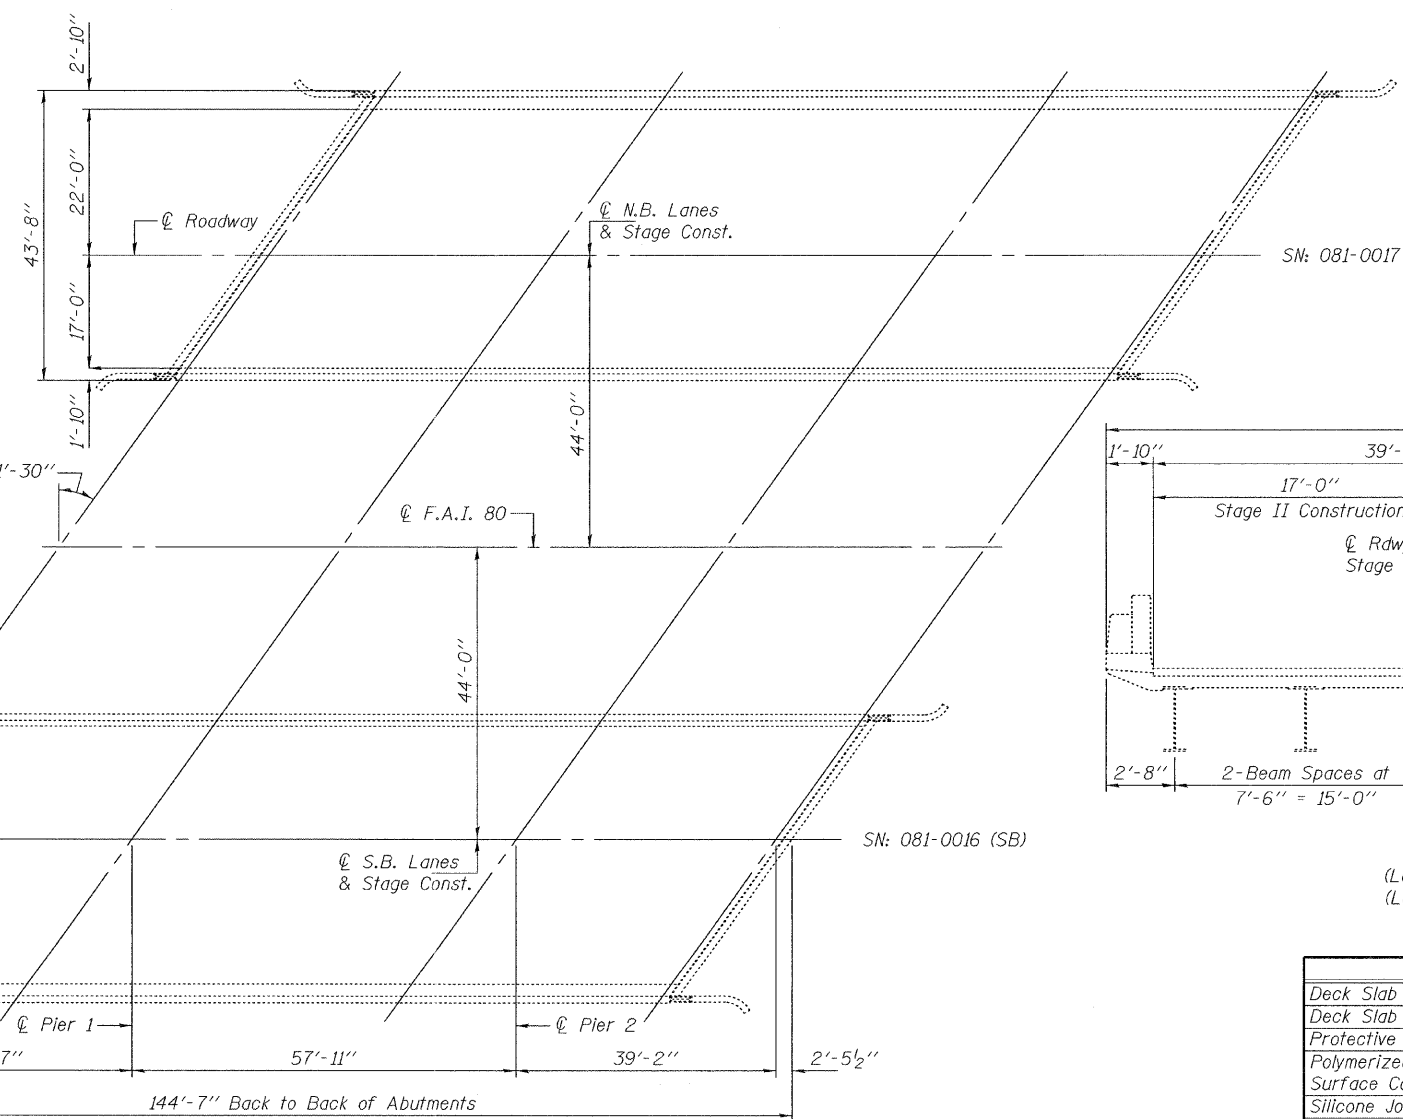 2'-10"
22'-0"
43'-8"
17'-0"
1'-10"
℄ Roadway
℄ N.B. Lanes
& Stage Const.
SN: 081-0017
44'-0"
'-30"
℄ F.A.I. 80
44'-0"
1'-10"
39'-
17'-0"
Stage II Construction
℄ Rdw
Stage
2'-8"
2-Beam Spaces at
7'-6" = 15'-0"
SN: 081-0016 (SB)
℄ S.B. Lanes
& Stage Const.
℄ Pier 1
℄ Pier 2
7"
57'-11"
39'-2"
2'-5½"
144'-7" Back to Back of Abutments
Deck Slab
Deck Slab
Protective
Polymerize
Surface Co
Silicone Jo